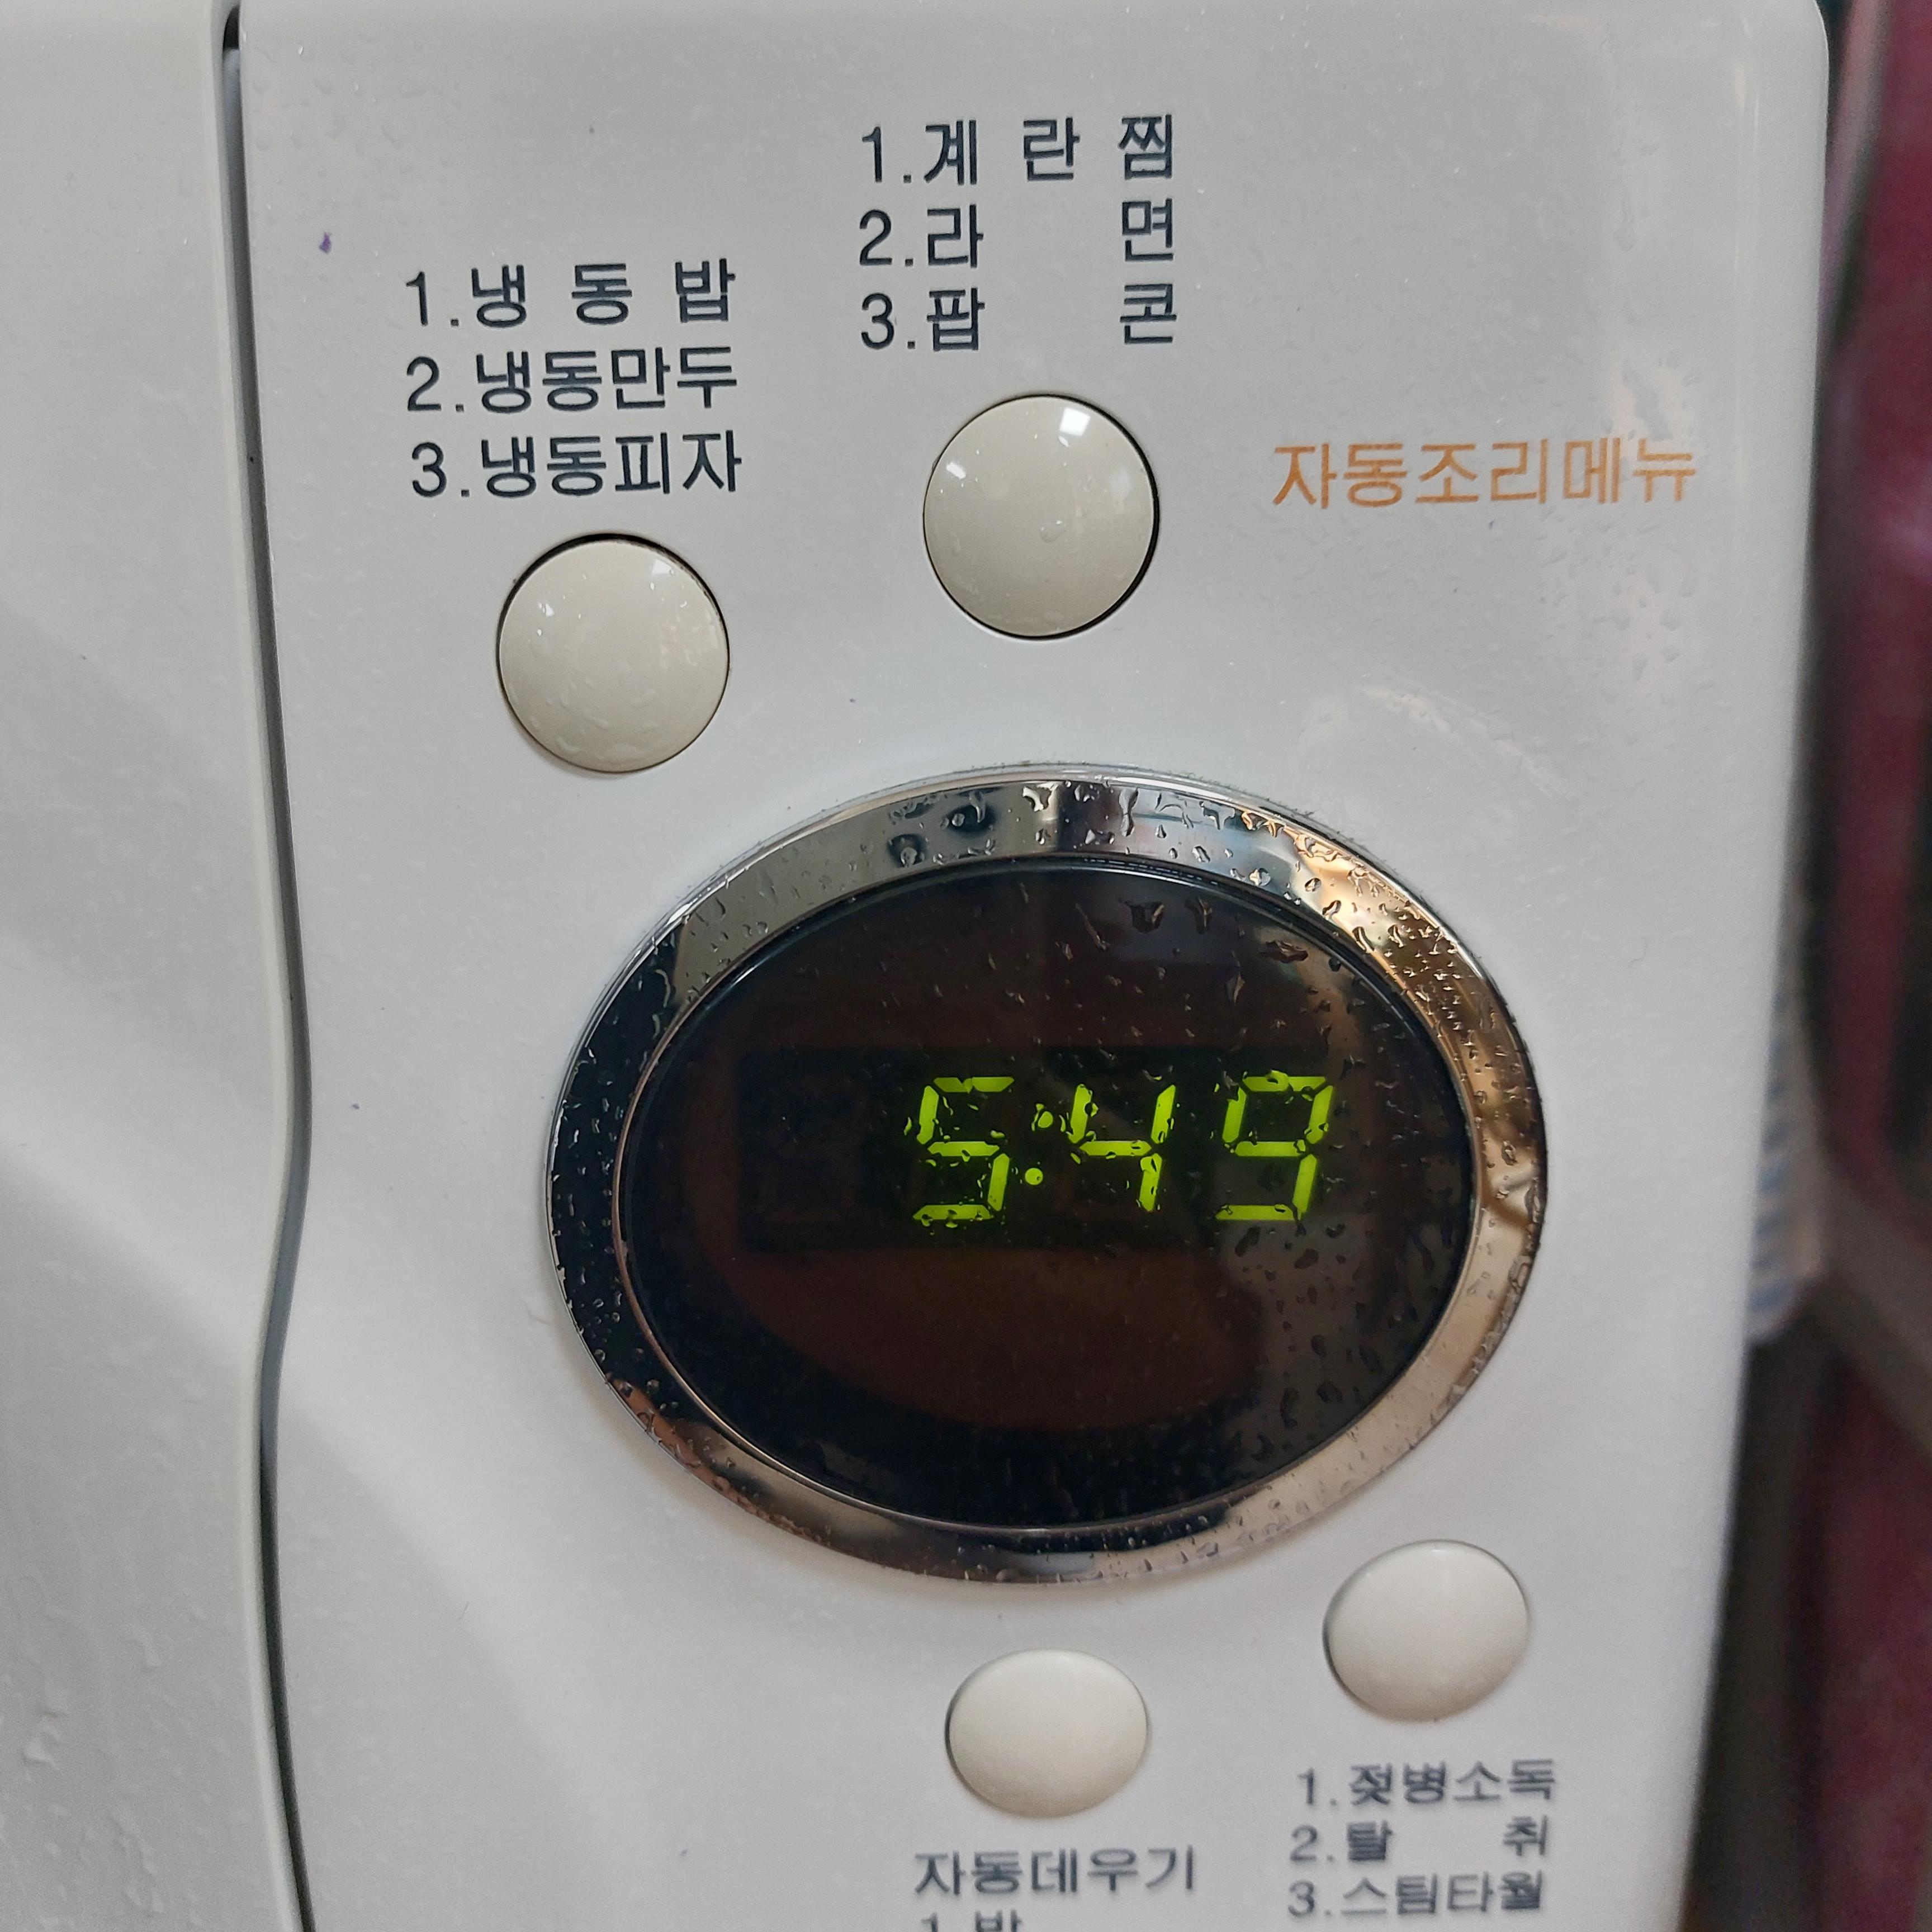 1.계란찜
2.라면
3.팝콘
1.냉동밥
2.냉동만두
3.냉동피자
자동조리메뉴
5:49
1.젖병소독
2.탈취
3.스팀타월
자동데우기
1.밥